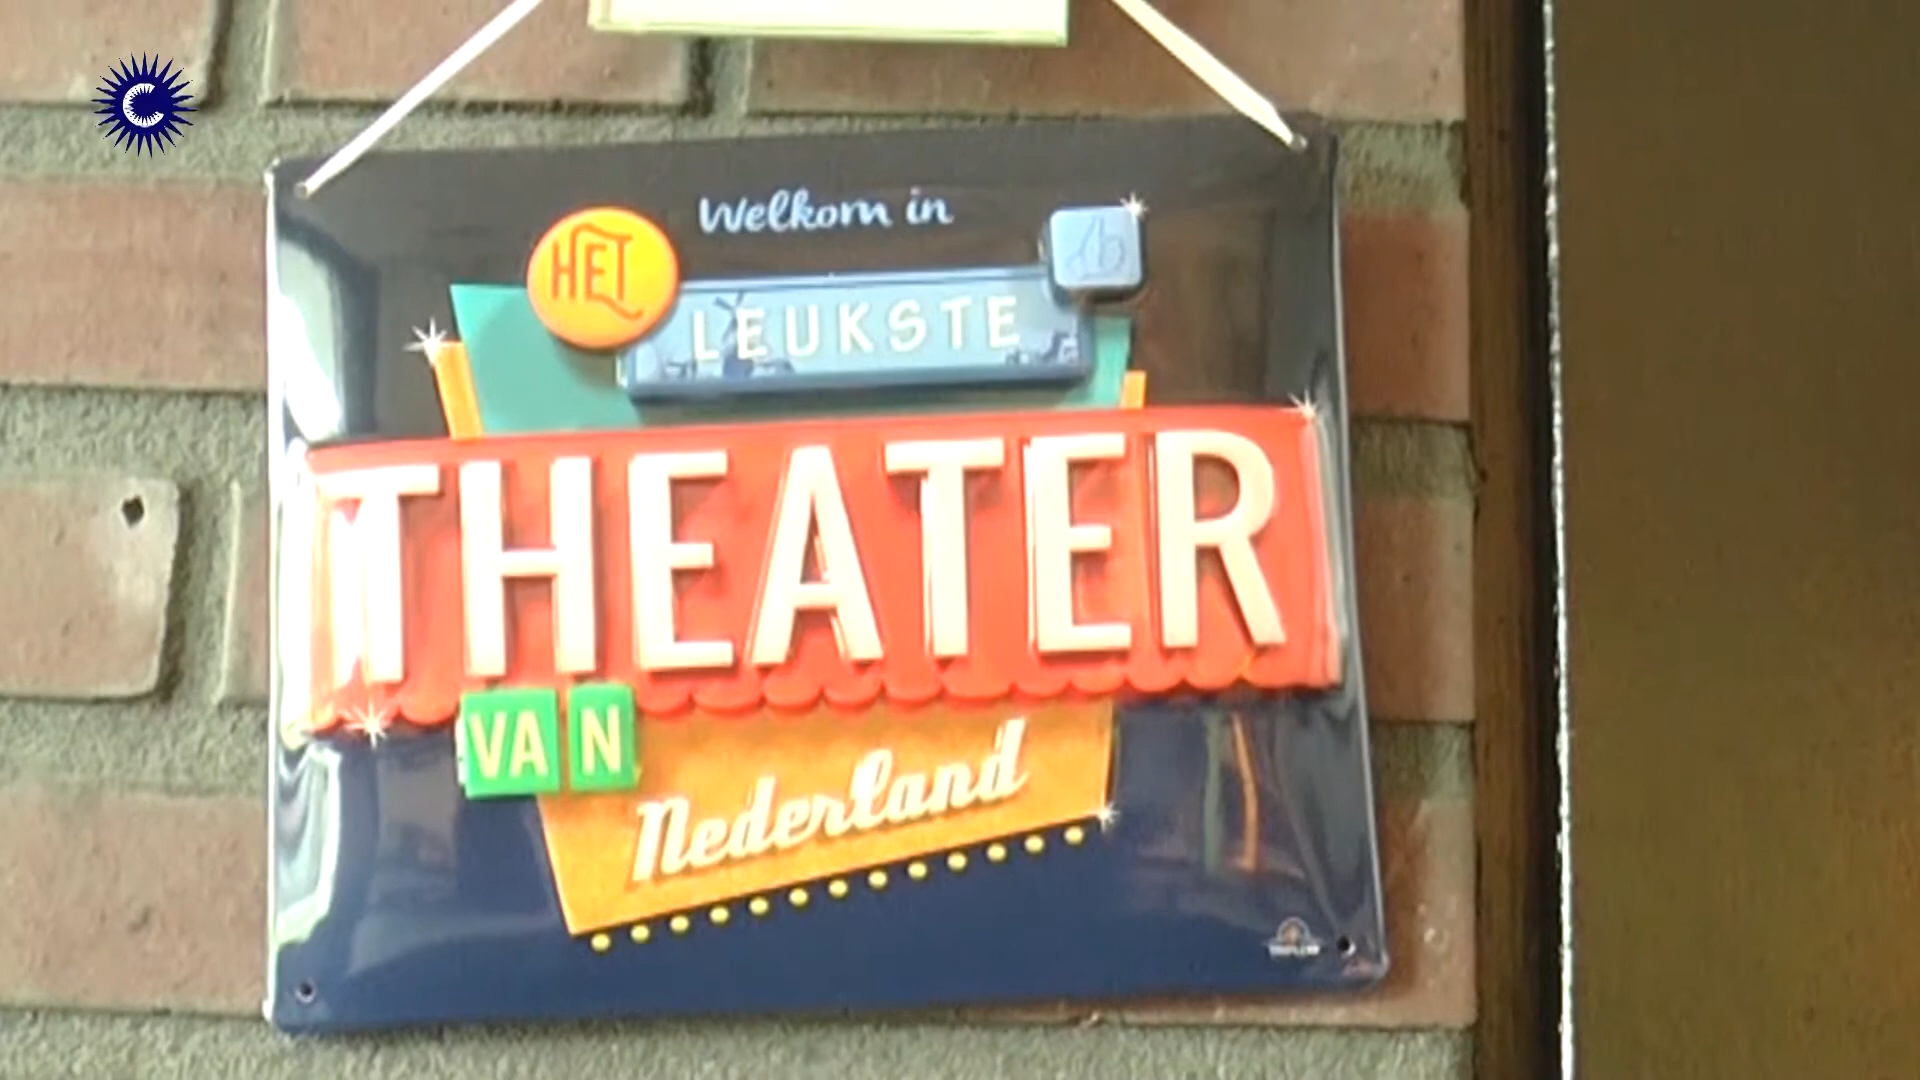 Welkom in
HET
LEUKSTE
THEATER
VAN
Nederland
C